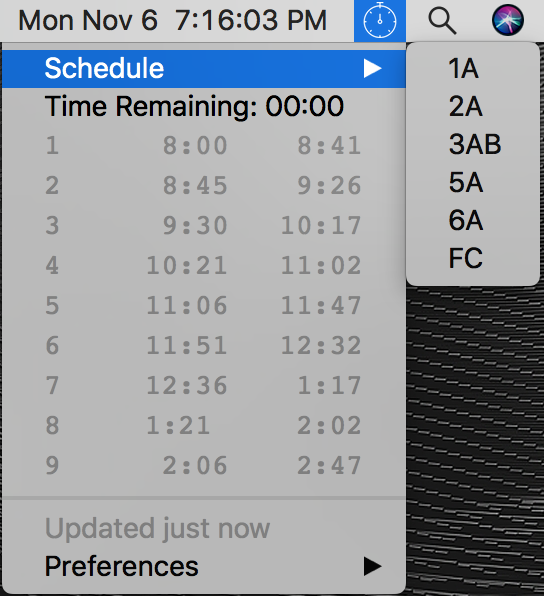 Mon Nov 6 7:16:03 PM
Schedule
Time Remaining: 00:00
1 8:00 8:41
2 8:45 9:26
3 9:30 10:17
4 10:21 11:02
5 11:06 11:47
6 11:51 12:32
7 12:36 1:17
8 1:21 2:02
9 2:06 2:47
Updated just now
Preferences
1A
2A
3AB
5A
6A
FC